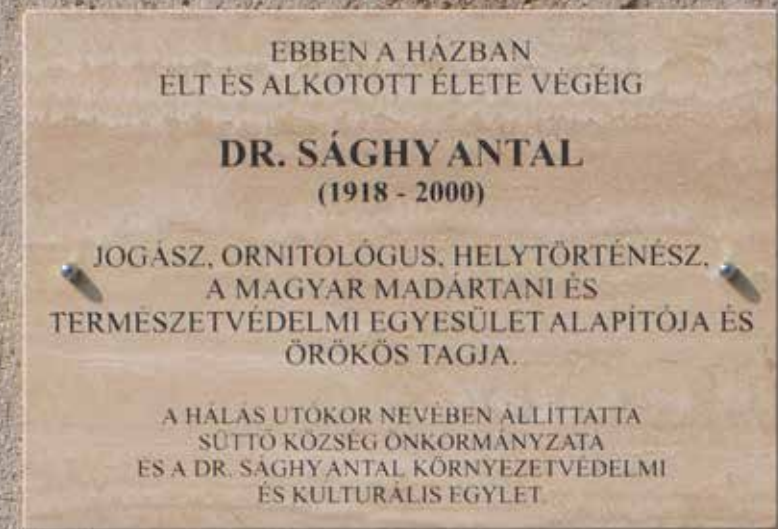 EBBEN A HÁZBAN
ÉLT ÉS ALKOTOTT ÉLETE VÉGÉIG
DR. SÁGHY ANTAL
(1918 - 2000)
JOGÁSZ, ORNITOLÓGUS, HELYTÖRTÉNÉSZ,
A MAGYAR MADÁRTANI ÉS
TERMÉSZETVÉDELMI EGYESÜLET ALAPÍTÓJA ÉS
ÖRÖKÖS TAGJA.
A HÁLÁS UTÓKOR NEVÉBEN ÁLLÍTTATTA
SÜTTŐ KÖZSÉG ÖNKORMÁNYZATA
ÉS A DR. SÁGHY ANTAL KÖRNYEZETVÉDELMI
ÉS KULTURÁLIS EGYLET.